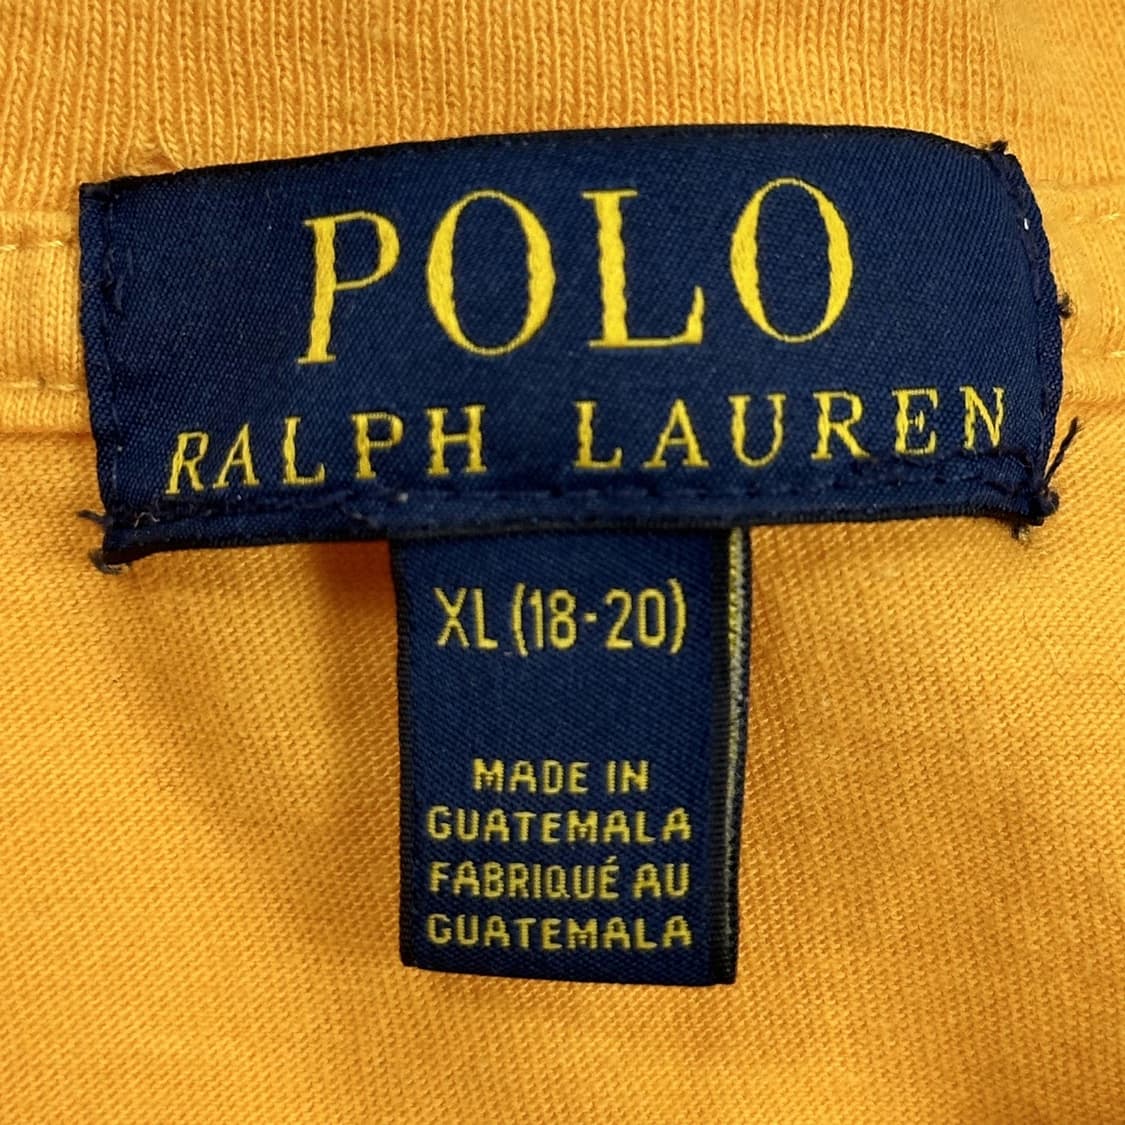 POLO
RALPH LAUREN
XL (18-20)
MADE IN
GUATEMALA
FABRIQUÉ AU
GUATEMALA